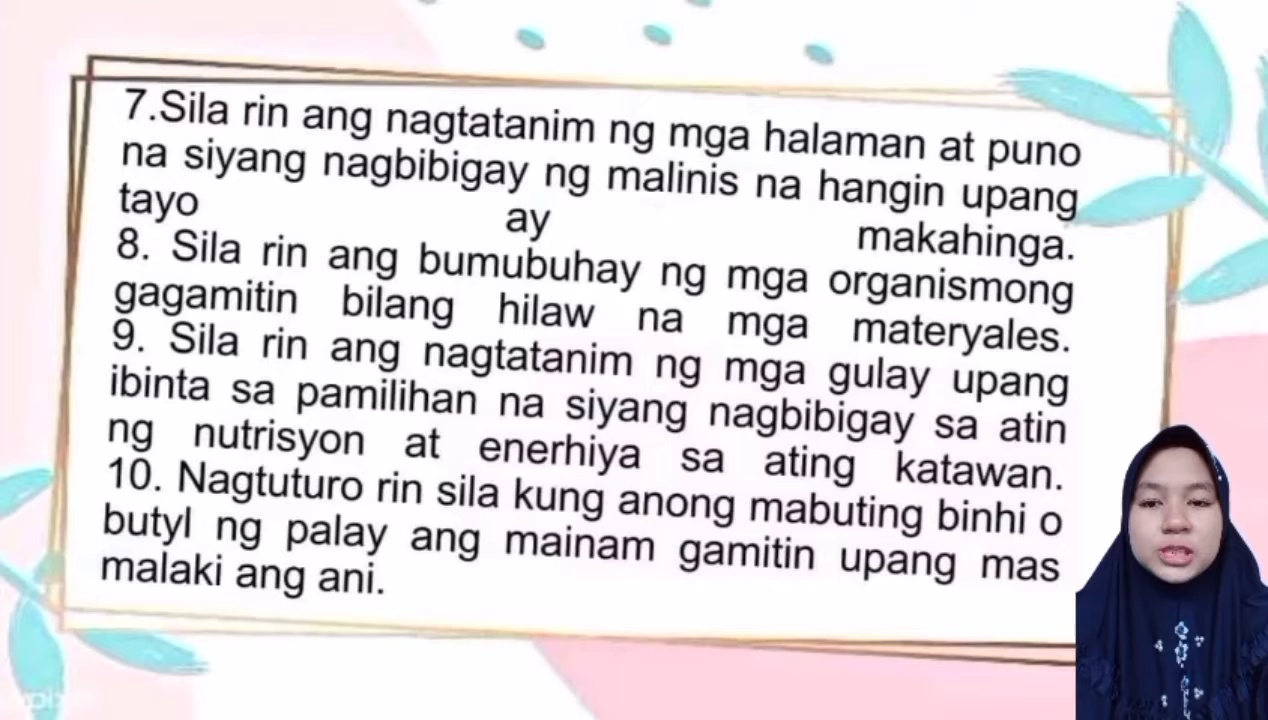 7.Sila rin ang nagtatanim ng mga halaman at puno
na siyang nagbibigay ng malinis na hangin upang
tayo ay makahinga.
8. Sila rin ang bumubuhay ng mga organismong
gagamitin bilang hilaw na mga materyales.
9. Sila rin ang nagtatanim ng mga gulay upang
ibinta sa pamilihan na siyang nagbibigay sa atin
ng nutrisyon at enerhiya sa ating katawan.
10. Nagtuturo rin sila kung anong mabuting binhi o
butyl ng palay ang mainam gamitin upang mas
malaki ang ani.